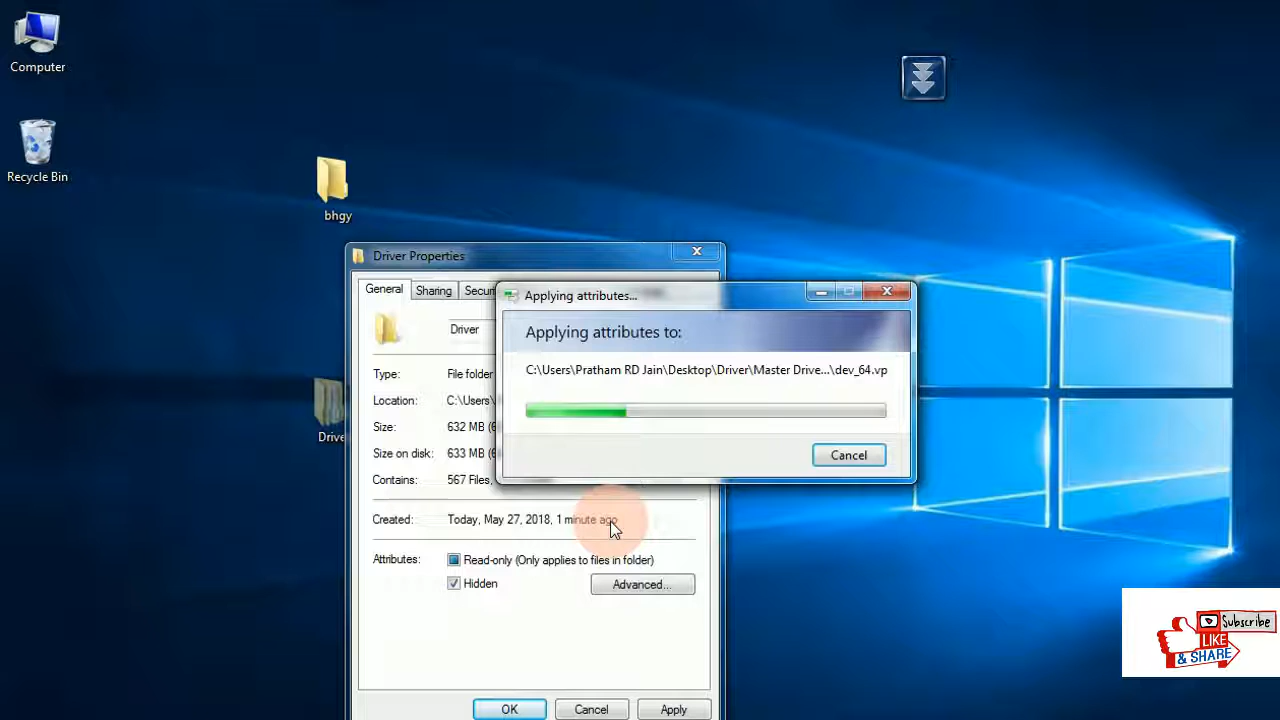 Computer
Recycle Bin
bhgy
Driver Properties
General
Sharing
Applying attributes...
Applying attributes to:
C:\Users\Pratham RD Jain\Desktop\Driver\Master Drive...\dev_64.vp
Cancel
Driver
Type: File folder
Location: C:\Users\
Size: 632 MB
Size on disk: 633 MB
Contains: 567 Files,
Created: Today, May 27, 2018, 1 minute ago
Attributes: Read-only (Only applies to files in folder)
Hidden
Advanced...
OK
Cancel
Apply
Subscribe
LIKE
& SHARE